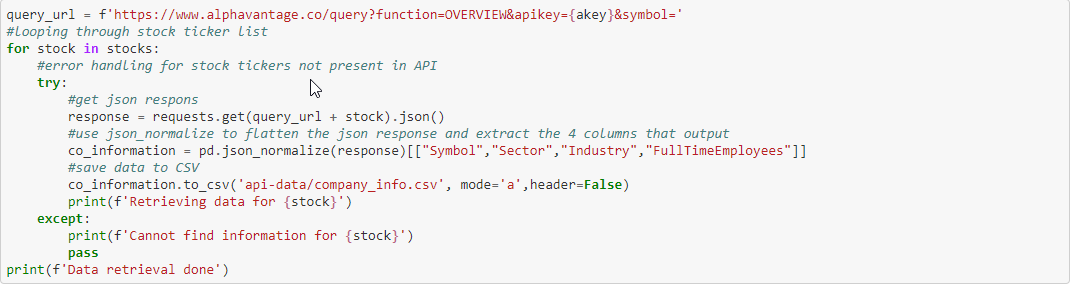 query_url = f'https://www.alphavantage.co/query?function=OVERVIEW&apikey={akey}&symbol='
#looping through stock ticker list
for stock in stocks:
    #error handling for stock tickers not present in API
    try:
        #get json respons
        response = requests.get(query_url + stock).json()
        #use json_normalize to flatten the json response and extract the 4 columns that output
        co_information = pd.json_normalize(response)[["Symbol","Sector","Industry","FullTimeEmployees"]]
        #save data to CSV
        co_information.to_csv('api-data/company_info.csv', mode='a',header=False)
        print(f'Retrieving data for {stock}')
    except:
        print(f'Cannot find information for {stock}')
        pass
print(f'Data retrieval done')